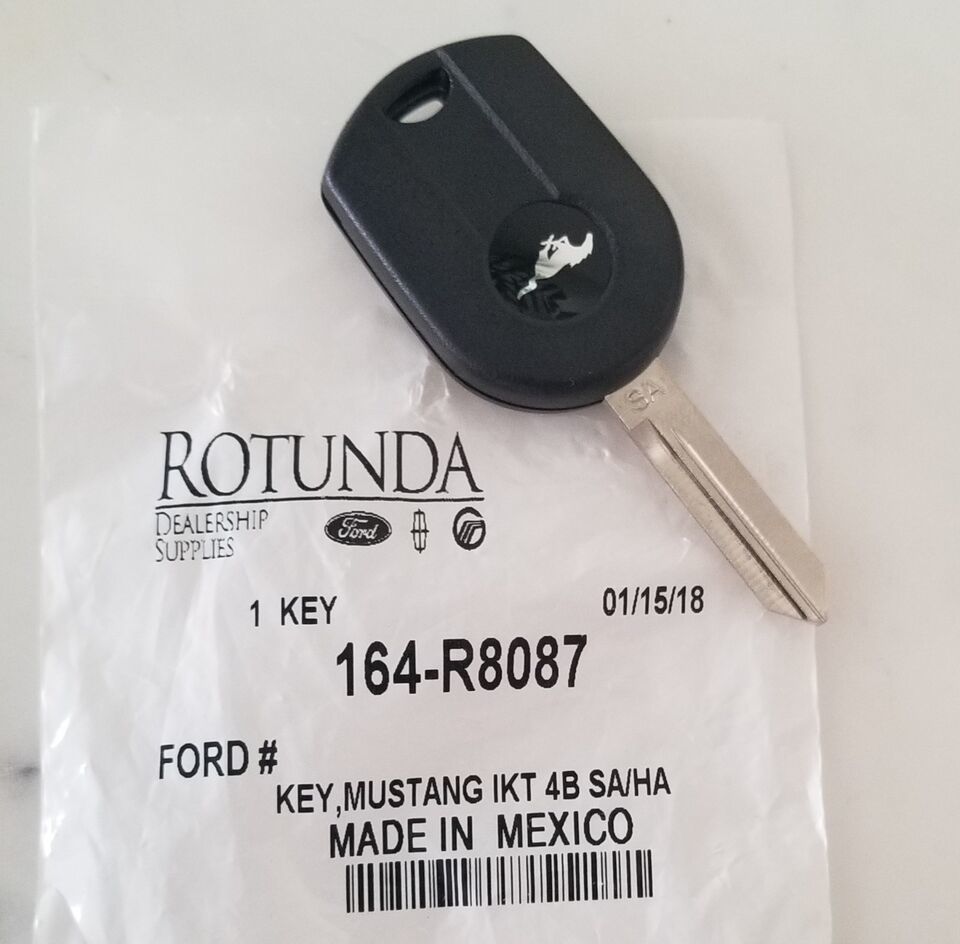 SA
ROTUNDA
DEALERSHIP
SUPPLIES
Ford
1 KEY
01/15/18
164-R8087
FORD #
KEY,MUSTANG IKT 4B SA/HA
MADE IN MEXICO